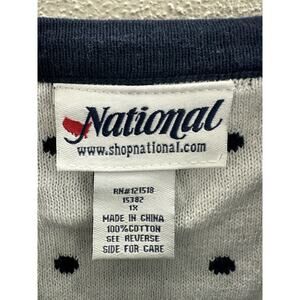 National
www.shopnational.com
RN#121518
15382
1X
MADE IN CHINA
100%COTTON
SEE REVERSE
SIDE FOR CARE